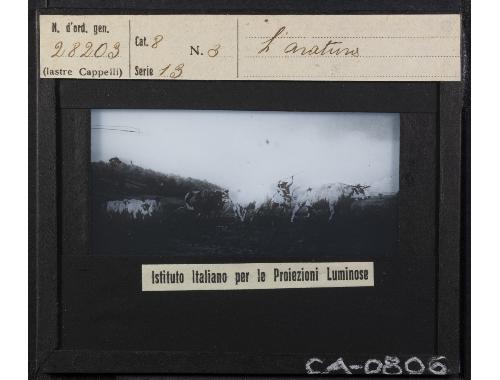 N. d'ord. gen.
28203
(lastre Cappelli)
Cat. 8
Serie 13
N. 3
L'aratura
Istituto Italiano per le Proiezioni Luminose
CA-0806